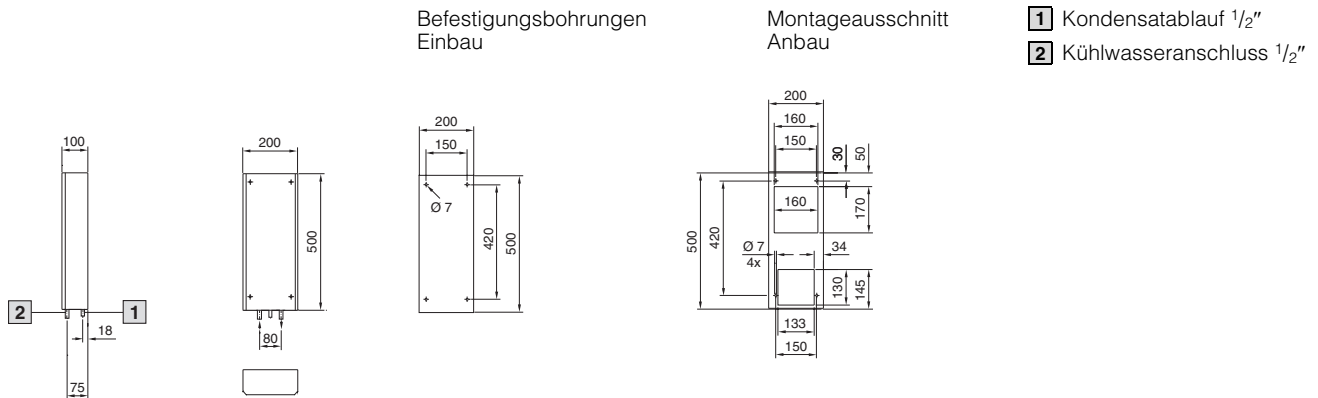 Befestigungsbohrungen
Einbau
Montageausschnitt
Anbau
1 Kondensatablauf 1/2″
2 Kühlwasseranschluss 1/2″
100
2
1
18
75
200
500
80
200
150
Ø 7
420
500
200
160
150
30
50
160
170
500
420
Ø 7
4x
34
130
145
133
150